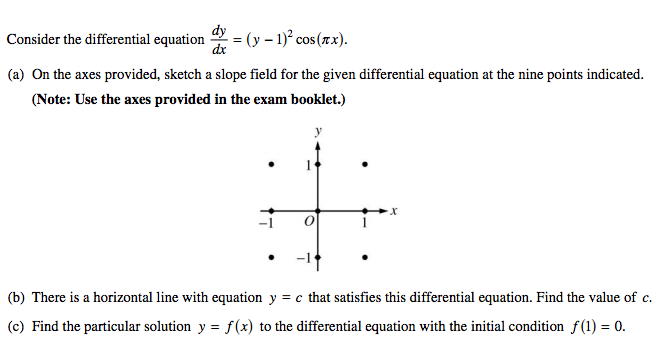 Consider the differential equation dy/dx = (y – 1)² cos(πx).
(a) On the axes provided, sketch a slope field for the given differential equation at the nine points indicated.
(Note: Use the axes provided in the exam booklet.)
y
1
x
–1 O 1
–1
(b) There is a horizontal line with equation y = c that satisfies this differential equation. Find the value of c.
(c) Find the particular solution y = f(x) to the differential equation with the initial condition f(1) = 0.